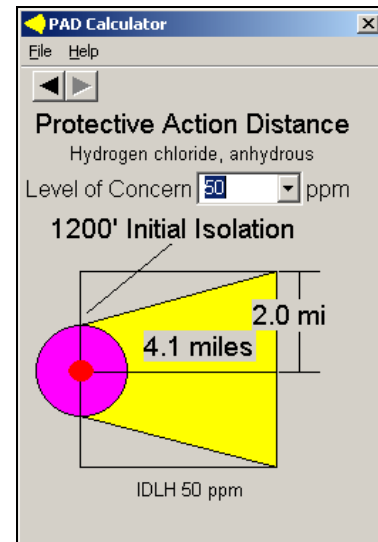 PAD Calculator
File Help
Protective Action Distance
Hydrogen chloride, anhydrous
Level of Concern 50 ppm
1200' Initial Isolation
2.0 mi
4.1 miles
IDLH 50 ppm